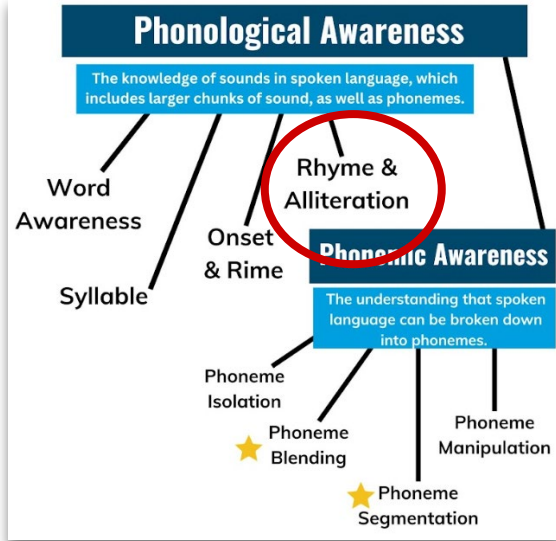 Phonological Awareness
The knowledge of sounds in spoken language, which
includes larger chunks of sound, as well as phonemes.
Word
Awareness
Syllable
Onset
& Rime
Rhyme &
Alliteration
Phonemic Awareness
The understanding that spoken
language can be broken down
into phonemes.
Phoneme
Isolation
Phoneme
Blending
Phoneme
Segmentation
Phoneme
Manipulation